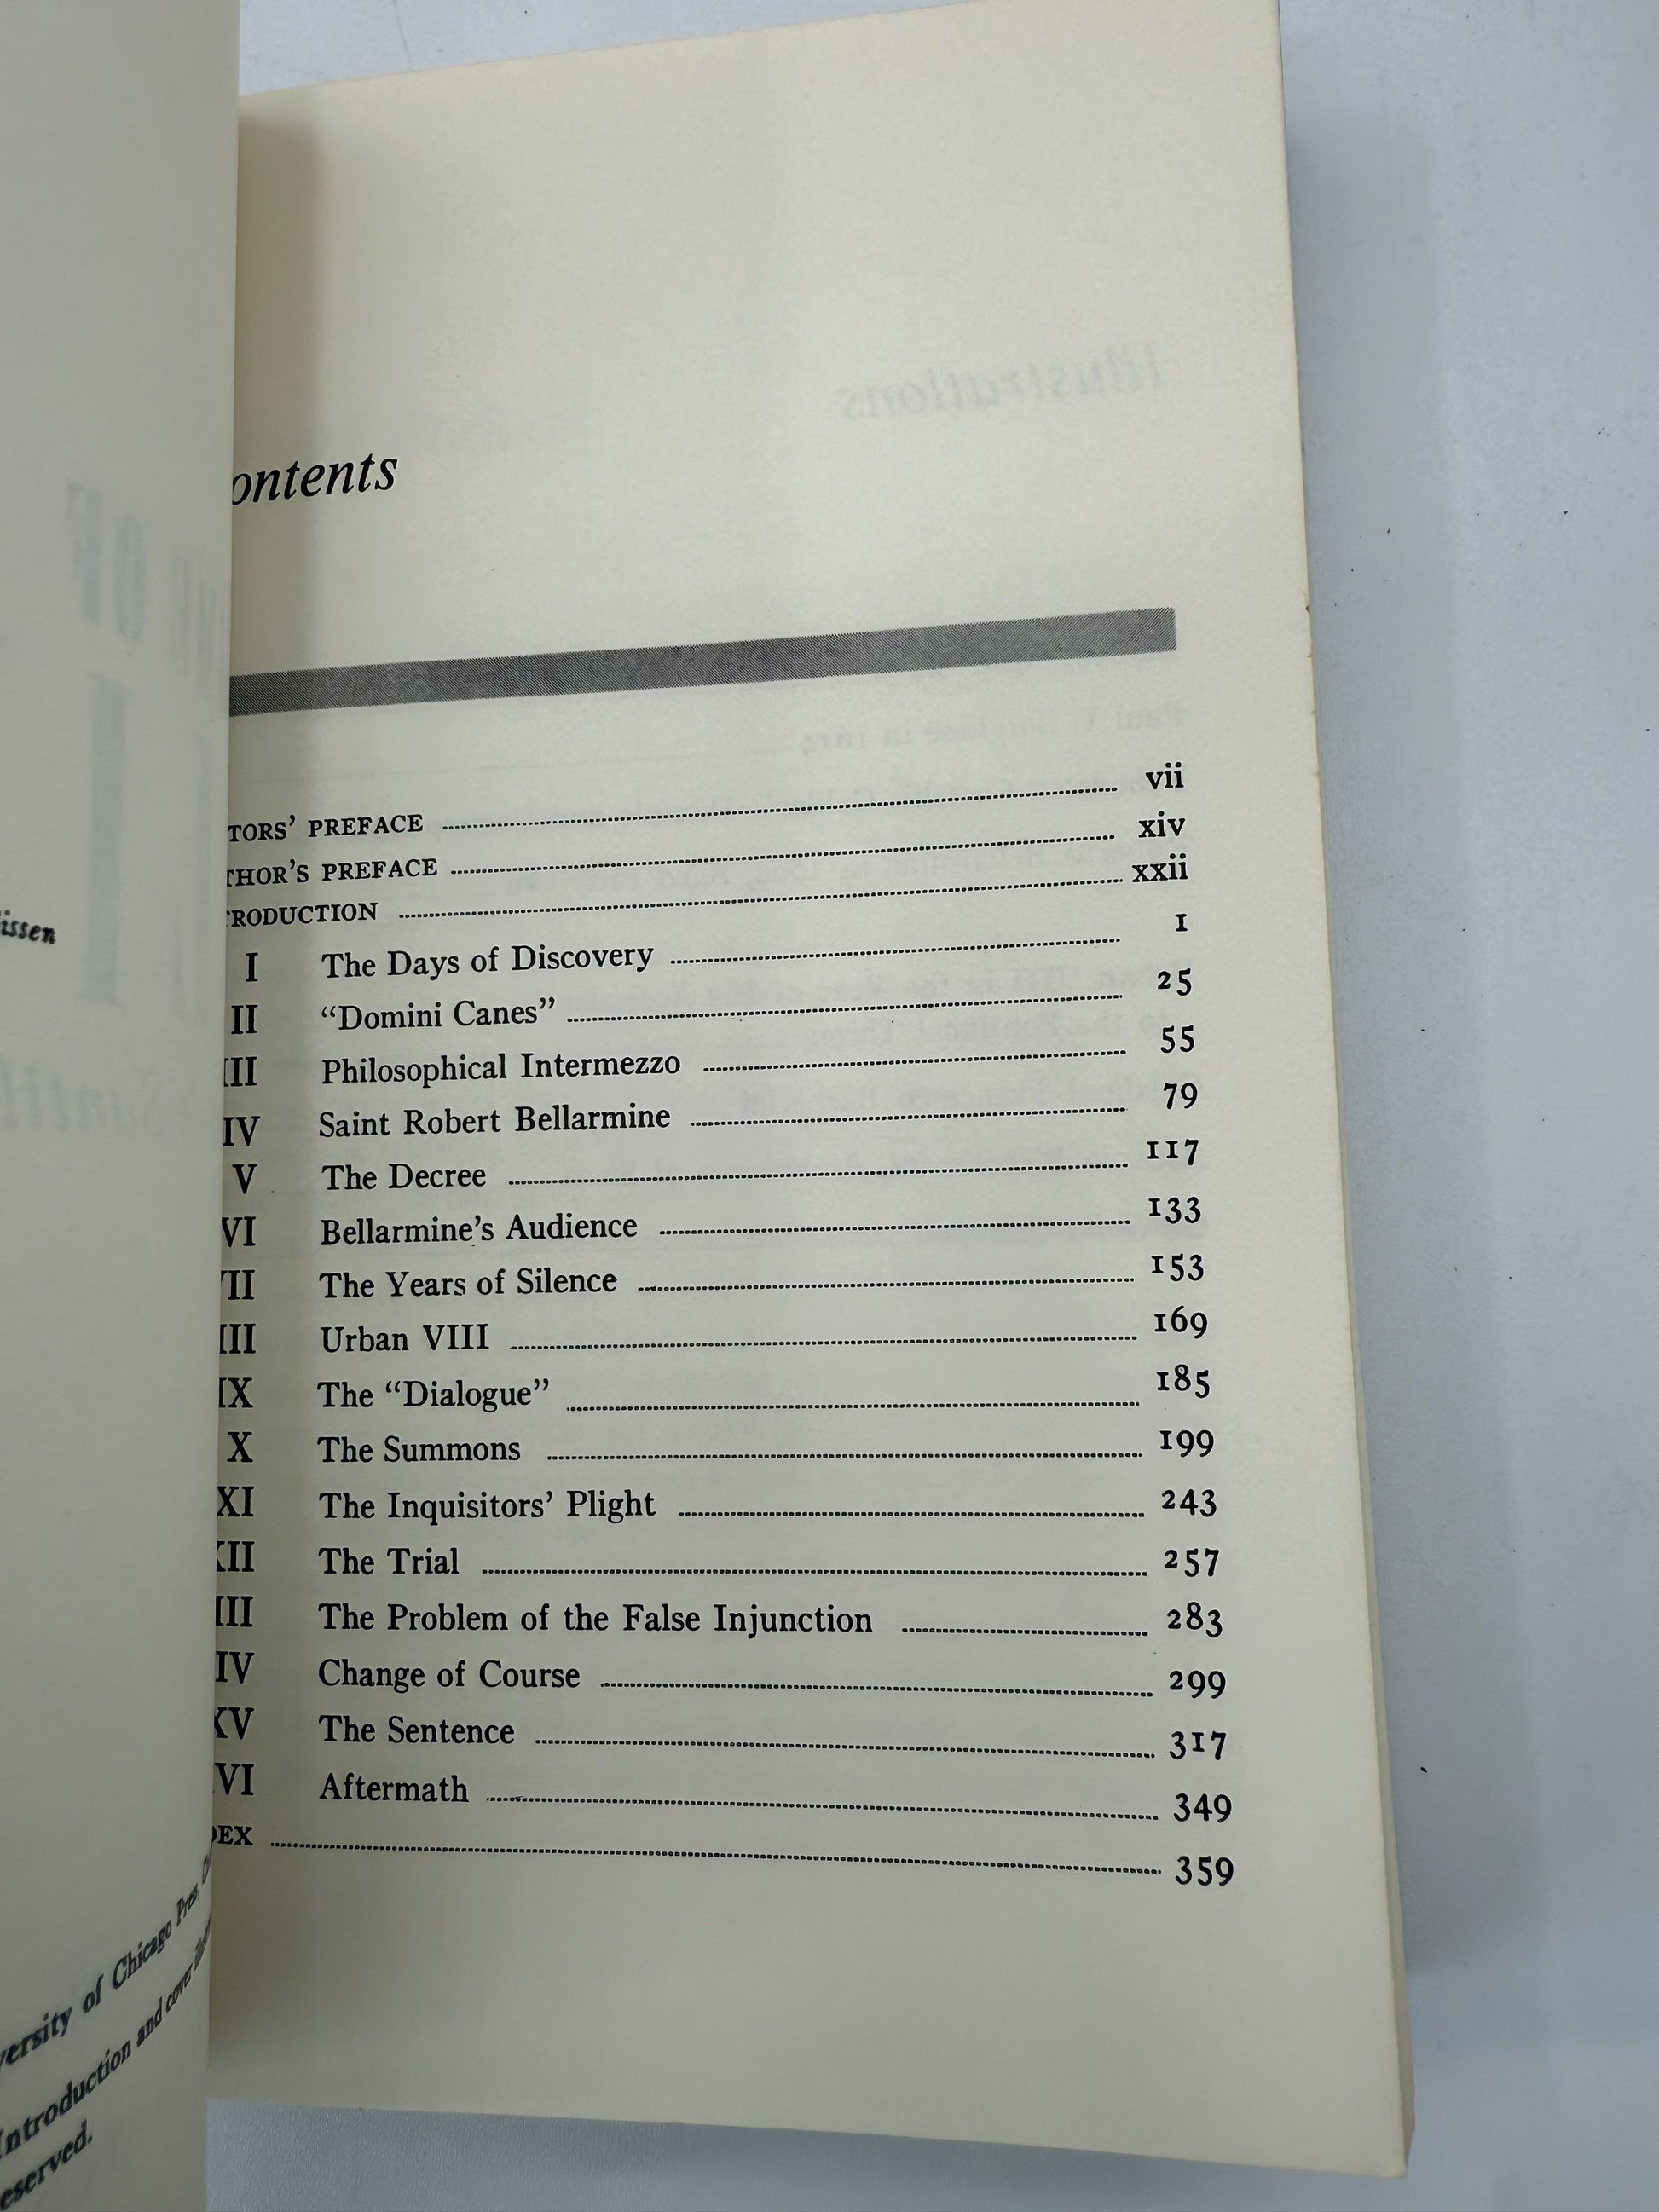 issen
versity of Chicago Press,
Introduction and cover
eserved.
ontents
TORS' PREFACE vii
THOR'S PREFACE xiv
RODUCTION xxii
I The Days of Discovery 1
II "Domini Canes" 25
III Philosophical Intermezzo 55
IV Saint Robert Bellarmine 79
V The Decree 117
VI Bellarmine's Audience 133
VII The Years of Silence 153
III Urban VIII 169
IX The "Dialogue" 185
X The Summons 199
XI The Inquisitors' Plight 243
XII The Trial 257
III The Problem of the False Injunction 283
IV Change of Course 299
XV The Sentence 317
VI Aftermath 349
DEX 359